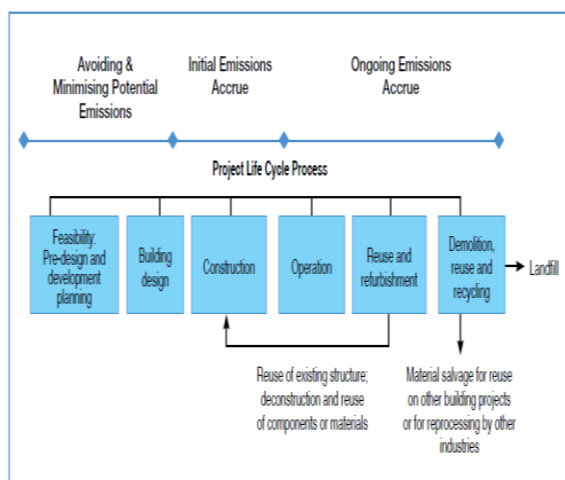 Avoiding &
Minimising Potential
Emissions
Initial Emissions
Accrue
Ongoing Emissions
Accrue
Project Life Cycle Process
Feasibility:
Pre-design and
development
planning
Building
design
Construction
Operation
Reuse and
refurbishment
Demolition,
reuse and
recycling
Landfill
Reuse of existing structure;
deconstruction and reuse
of components or materials
Material salvage for reuse
on other building projects
or for reprocessing by other
industries